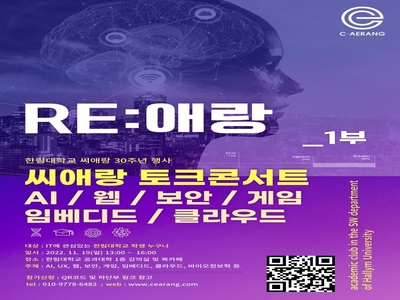 C AERANG
RE:애랑
_1부
한림대학교 씨애랑 30주년 행사
씨애랑 토크콘서트
AI / 웹 / 보안 / 게임
임베디드 / 클라우드
대상 : IT에 관심있는 한림대학교 학생 누구나
일시 : 2022. 11. 19(일) 13:00 ~ 16:00
장소 : 한림대학교 공과대학 1층 강의실 및 북카페
주제 : AI, UX, 웹, 보안, 게임, 임베디드, 클라우드, 바이오정보학 등
참가신청 : QR코드 및 하단부 링크 참고
tel : 010-9778-6482 ; web : www.cearang.com
academic club in the SW department
of Hallym University